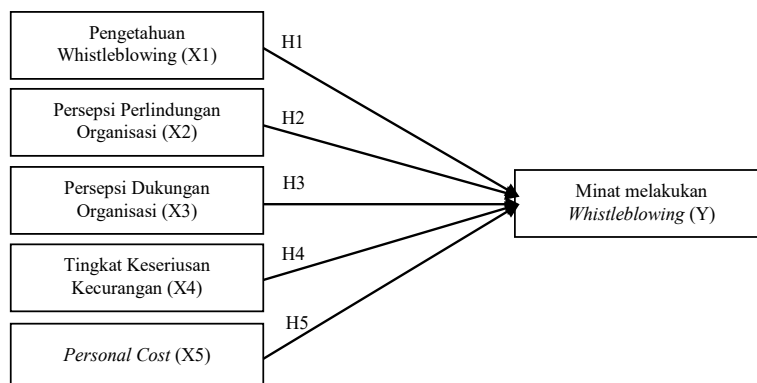 Pengetahuan
Whistleblowing (X1)
H1
Persepsi Perlindungan
Organisasi (X2)
H2
Persepsi Dukungan
Organisasi (X3)
H3
Minat melakukan
Whistleblowing (Y)
Tingkat Keseriusan
Kecurangan (X4)
H4
Personal Cost (X5)
H5